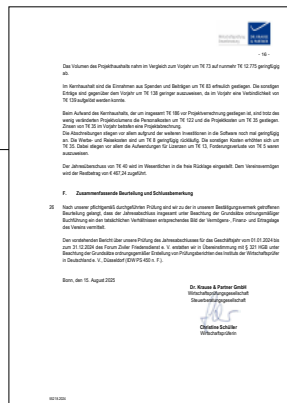 - 16 -
Das Volumen des Projekthaushalts nahm im Vergleich zum Vorjahr um T€ 73 auf nunmehr T€ 12.775 geringfügig
ab.
Im Kernhaushalt sind die Einnahmen aus Spenden und Beiträgen um T€ 83 erfreulich gestiegen. Die sonstigen
Erträge sind gegenüber dem Vorjahr um T€ 136 geringer auszuweisen, da im Vorjahr eine Verbindlichkeit von
T€ 139 aufgelöst werden konnte.
Beim Aufwand des Kernhaushalts, der um insgesamt T€ 186 vor Projektverrechnung gestiegen ist, sind trotz des
wenig veränderten Projektvolumens die Personalkosten um T€ 122 und die Projektkosten um T€ 35 gestiegen.
Zinsen von T€ 35 im Vorjahr betrafen eine Projektabrechnung.
Die Abschreibungen stiegen vor allem aufgrund der weiteren Investitionen in die Software noch mal geringfügig
an. Die Werbe- und Reisekosten sind um T€ 8 geringfügig rückläufig. Die sonstigen Kosten erhöhten sich um
T€ 35. Dabei stiegen vor allem die Aufwendungen für Lizenzen um T€ 13, Forderungsverluste von T€ 5 waren
auszuweisen.
Der Jahresüberschuss von T€ 40 wird im Wesentlichen in die freie Rücklage eingestellt. Dem Vereinsvermögen
wird der Restbetrag von € 467,24 zugeführt.
F. Zusammenfassende Beurteilung und Schlussbemerkung
26 Nach unserer pflichtgemäß durchgeführten Prüfung sind wir zu der in unserem Bestätigungsvermerk getroffenen
Beurteilung gelangt, dass der Jahresabschluss insgesamt unter Beachtung der Grundsätze ordnungsmäßiger
Buchführung ein den tatsächlichen Verhältnissen entsprechendes Bild der Vermögens-, Finanz- und Ertragslage
des Vereins vermittelt.
Den vorstehenden Bericht über unsere Prüfung des Jahresabschlusses für das Geschäftsjahr vom 01.01.2024 bis
zum 31.12.2024 des Forum Ziviler Friedensdienst e. V. erstatten wir in Übereinstimmung mit § 321 HGB unter
Beachtung der Grundsätze ordnungsgemäßer Erstellung von Prüfungsberichten des Instituts der Wirtschaftsprüfer
in Deutschland e. V., Düsseldorf (IDW PS 450 n. F.).
Bonn, den 15. August 2025
Dr. Krause & Partner GmbH
Wirtschaftsprüfungsgesellschaft
Steuerberatungsgesellschaft
Christine Schüller
Wirtschaftsprüferin